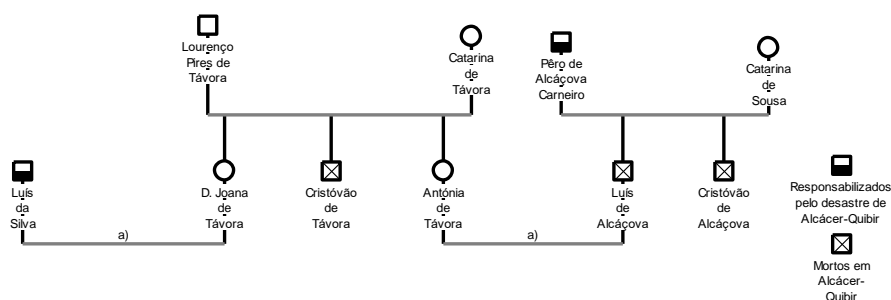 Lourenço
Pires de
Távora
Catarina
de
Távora
Pêro de
Alcáçova
Carneiro
Catarina
de
Sousa
Luís
da
Silva
D. Joana
de
Távora
Cristóvão
de
Távora
Antónia
de
Távora
Luís
de
Alcáçova
Cristóvão
de
Alcáçova
Responsabilizados
pelo desastre de
Alcácer-Quibir
Mortos em
Alcácer-
Quibir
a)
a)